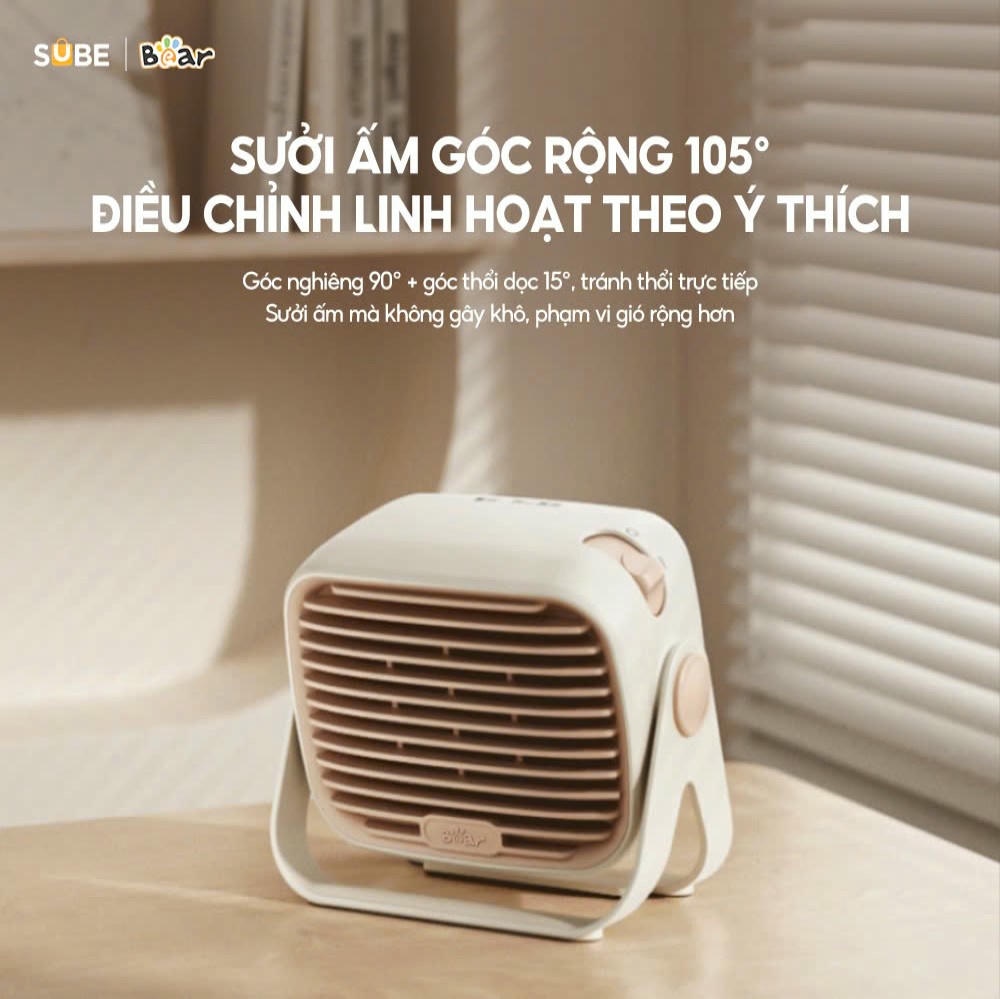 SUBE | Bear
SƯỞI ẤM GÓC RỘNG 105°
ĐIỀU CHỈNH LINH HOẠT THEO Ý THÍCH
Góc nghiêng 90° + góc thổi dọc 15°, tránh thổi trực tiếp
Sưởi ấm mà không gây khô, phạm vi gió rộng hơn
Bear